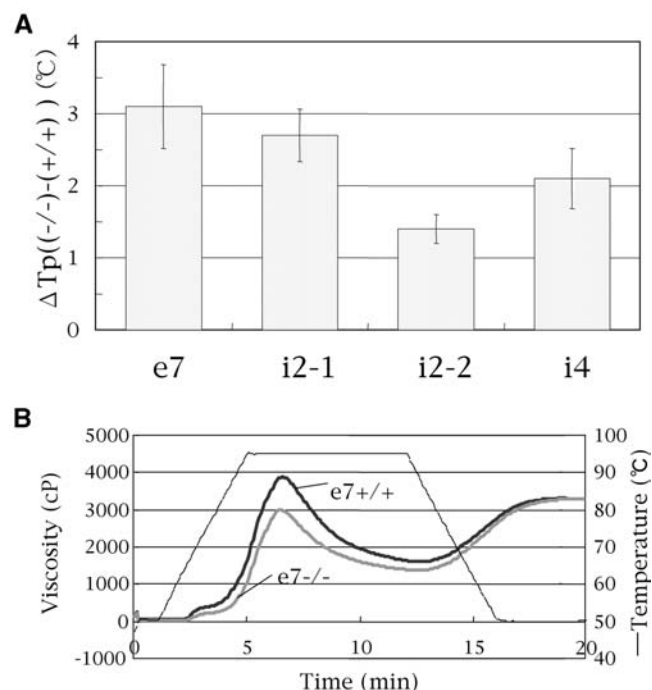 A
ΔTp((-/-)-(+/+) ) (℃)
4
3
2
1
0
e7 i2-1 i2-2 i4
B
Viscosity (cP)
5000
4000
3000
2000
1000
0
-1000
e7+/+
e7-/-
0 5 10 15 20
Time (min)
100
90
80
70
60
50
40
—Temperature (℃)